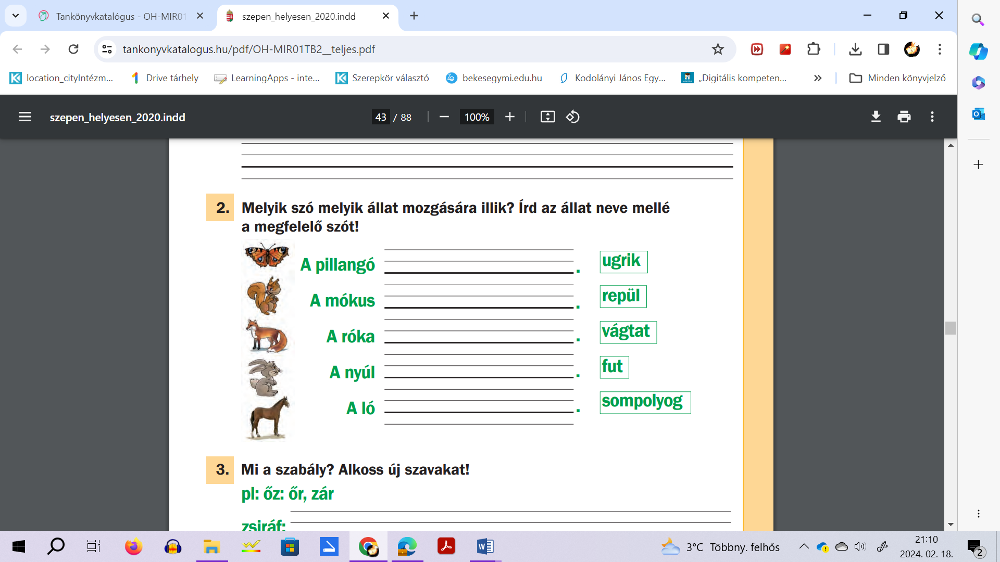 Tankönyvkatalógus - OH-MIR01
szepen_helyesen_2020.indd
tankonyvkatalogus.hu/pdf/OH-MIR01TB2__teljes.pdf
location_cityIntézm...
Drive tárhely
LearningApps - inte...
Szerepkör választó
bekesegymi.edu.hu
Kodolányi János Egy...
„Digitális kompeten...
»
Minden könyvjelző
szepen_helyesen_2020.indd
43 / 88
100%
2. Melyik szó melyik állat mozgására illik? Írd az állat neve mellé
a megfelelő szót!
A pillangó . ugrik
A mókus . repül
A róka . vágtat
A nyúl . fut
A ló . sompolyog
3. Mi a szabály? Alkoss új szavakat!
pl: őz: őr, zár
zsiráf:
3°C Többny. felhős
21:10
2024. 02. 18.
2